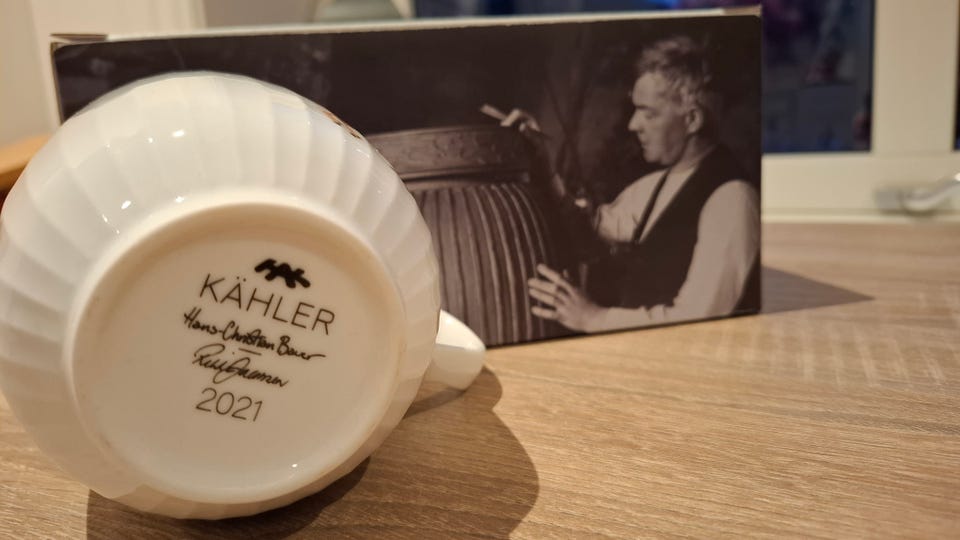 KÄHLER
Hans-Christian Bauer
2021